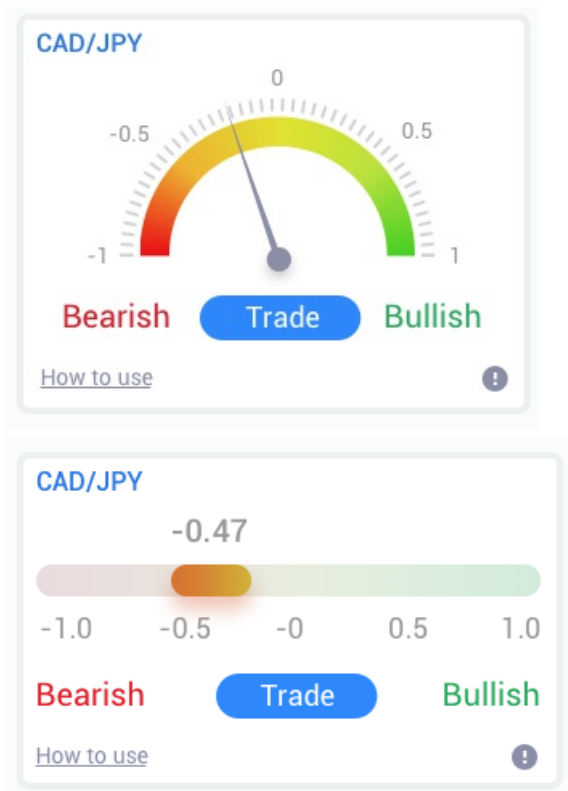 CAD/JPY
0
-0.5 0.5
-1 1
Bearish Trade Bullish
How to use !
CAD/JPY
-0.47
-1.0 -0.5 -0 0.5 1.0
Bearish Trade Bullish
How to use !